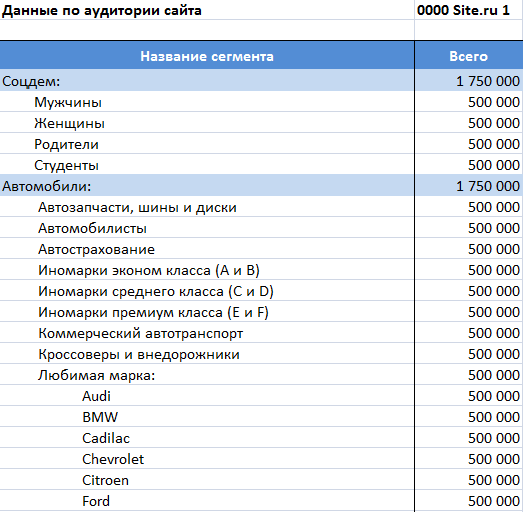 Данные по аудитории сайта 0000 Site.ru 1
Название сегмента Всего
Соцдем: 1 750 000
Мужчины 500 000
Женщины 500 000
Родители 500 000
Студенты 500 000
Автомобили: 1 750 000
Автозапчасти, шины и диски 500 000
Автомобилисты 500 000
Автострахование 500 000
Иномарки эконом класса (A и B) 500 000
Иномарки среднего класса (C и D) 500 000
Иномарки премиум класса (E и F) 500 000
Коммерческий автотранспорт 500 000
Кроссоверы и внедорожники 500 000
Любимая марка: 500 000
Audi 500 000
BMW 500 000
Cadilac 500 000
Chevrolet 500 000
Citroen 500 000
Ford 500 000